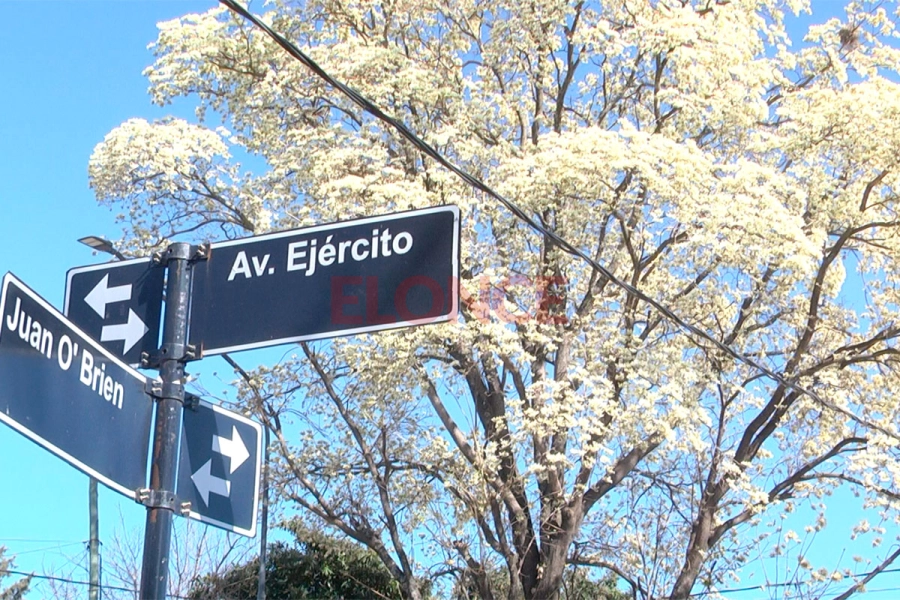 Av. Ejército
ELONCE
Juan O' Brien